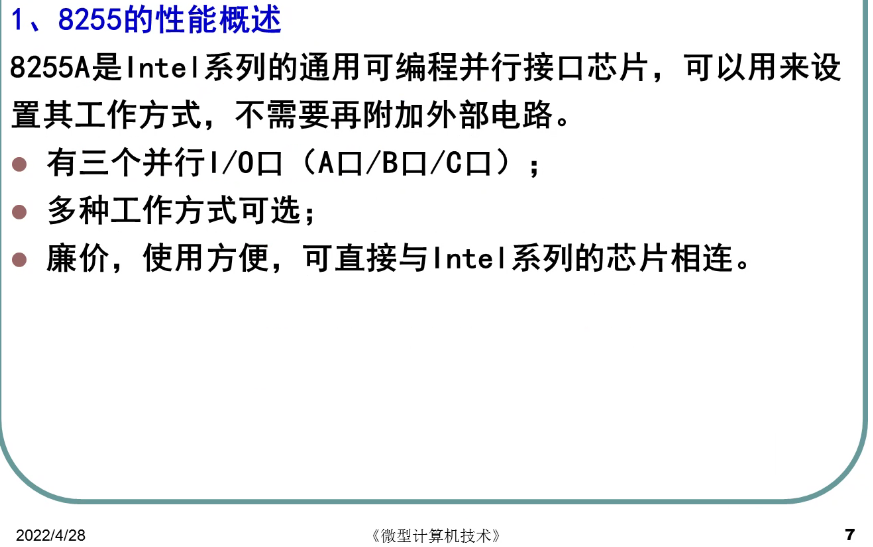 1、8255的性能概述
8255A是Intel系列的通用可编程并行接口芯片，可以用来设
置其工作方式，不需要再附加外部电路。
● 有三个并行I/O口（A口/B口/C口）；
● 多种工作方式可选；
● 廉价，使用方便，可直接与Intel系列的芯片相连。
2022/4/28 《微型计算机技术》 7